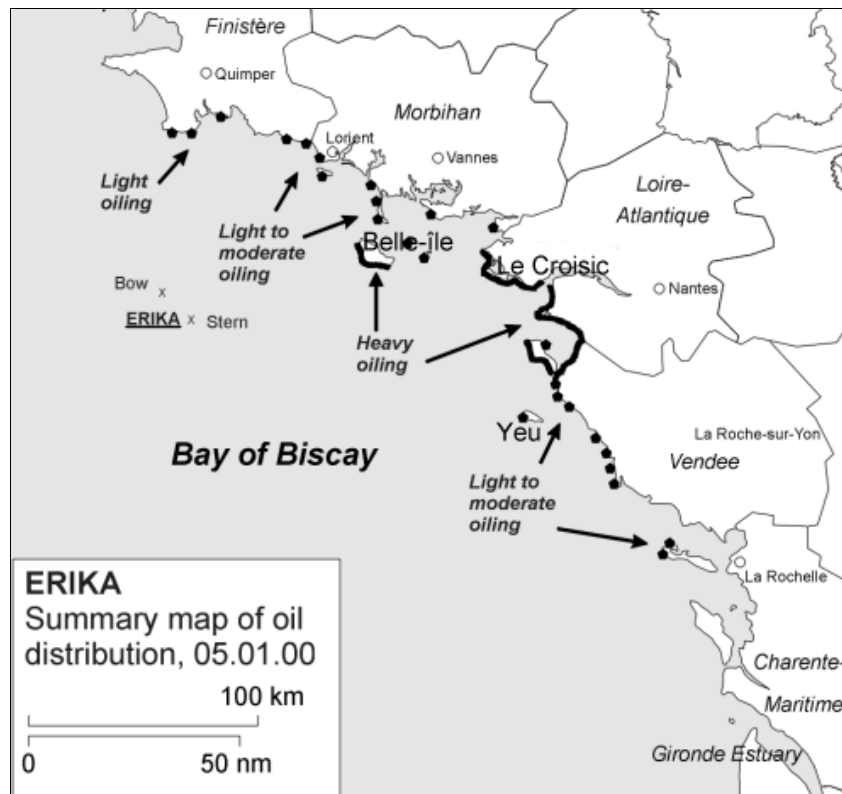 Finistère
Quimper
Morbihan
Lorient
Vannes
Light
oiling
Loire-
Atlantique
Light to
moderate
oiling
Belle-île
Le Croisic
Bow
x
ERIKA
x
Stern
Nantes
Heavy
oiling
Yeu
La Roche-sur-Yon
Vendee
Bay of Biscay
Light to
moderate
oiling
La Rochelle
ERIKA
Summary map of oil
distribution, 05.01.00
100 km
0
50 nm
Charente-
Maritime
Gironde Estuary